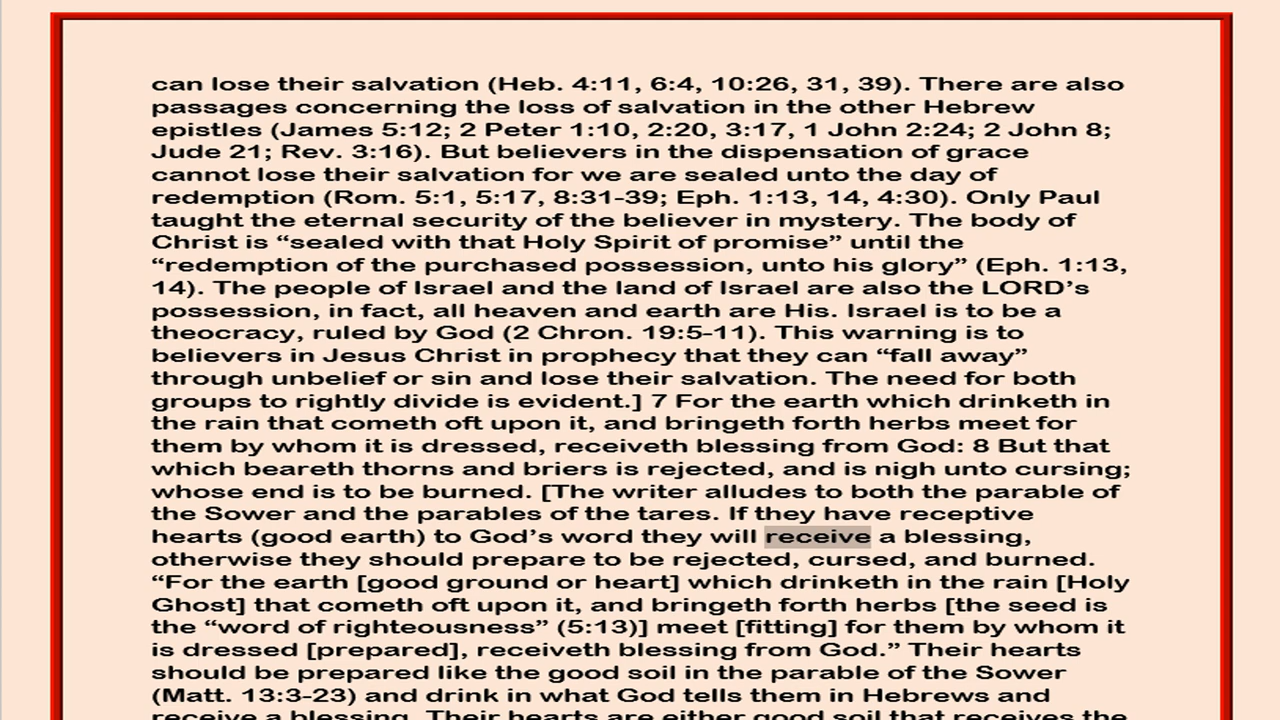 can lose their salvation (Heb. 4:11, 6:4, 10:26, 31, 39). There are also
passages concerning the loss of salvation in the other Hebrew
epistles (James 5:12; 2 Peter 1:10, 2:20, 3:17, 1 John 2:24; 2 John 8;
Jude 21; Rev. 3:16). But believers in the dispensation of grace
cannot lose their salvation for we are sealed unto the day of
redemption (Rom. 5:1, 5:17, 8:31-39; Eph. 1:13, 14, 4:30). Only Paul
taught the eternal security of the believer in mystery. The body of
Christ is “sealed with that Holy Spirit of promise” until the
“redemption of the purchased possession, unto his glory” (Eph. 1:13,
14). The people of Israel and the land of Israel are also the LORD’s
possession, in fact, all heaven and earth are His. Israel is to be a
theocracy, ruled by God (2 Chron. 19:5-11). This warning is to
believers in Jesus Christ in prophecy that they can “fall away”
through unbelief or sin and lose their salvation. The need for both
groups to rightly divide is evident.] 7 For the earth which drinketh in
the rain that cometh oft upon it, and bringeth forth herbs meet for
them by whom it is dressed, receiveth blessing from God: 8 But that
which beareth thorns and briers is rejected, and is nigh unto cursing;
whose end is to be burned. [The writer alludes to both the parable of
the Sower and the parables of the tares. If they have receptive
hearts (good earth) to God’s word they will receive a blessing,
otherwise they should prepare to be rejected, cursed, and burned.
“For the earth [good ground or heart] which drinketh in the rain [Holy
Ghost] that cometh oft upon it, and bringeth forth herbs [the seed is
the “word of righteousness” (5:13)] meet [fitting] for them by whom it
is dressed [prepared], receiveth blessing from God.” Their hearts
should be prepared like the good soil in the parable of the Sower
(Matt. 13:3-23) and drink in what God tells them in Hebrews and
receive a blessing. Their hearts are either good soil that receives the